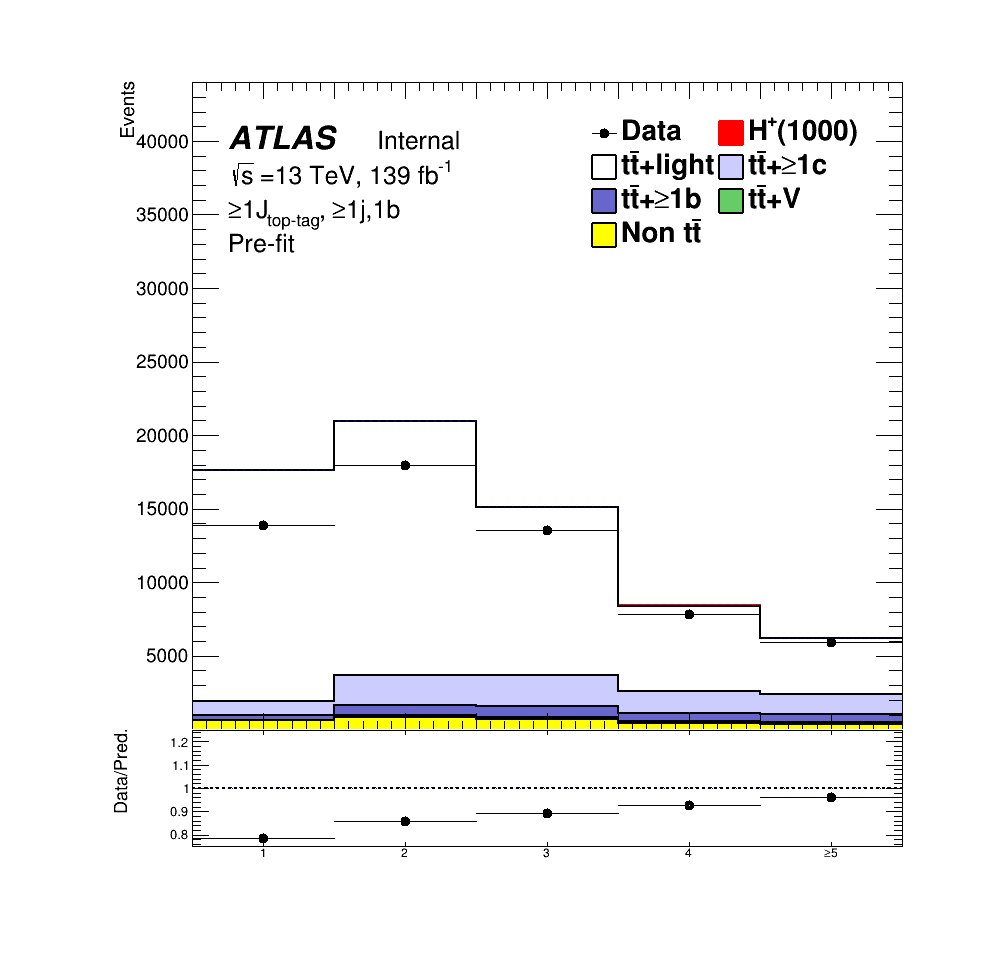 Events
40000
35000
30000
25000
20000
15000
10000
5000
ATLAS Internal
√s =13 TeV, 139 fb⁻¹
≥1J_top-tag, ≥1j,1b
Pre-fit
Data H⁺(1000)
tt̄+light tt̄+≥1c
tt̄+≥1b tt̄+V
Non tt̄
Data/Pred.
1.2
1.1
1
0.9
0.8
1 2 3 4 ≥5